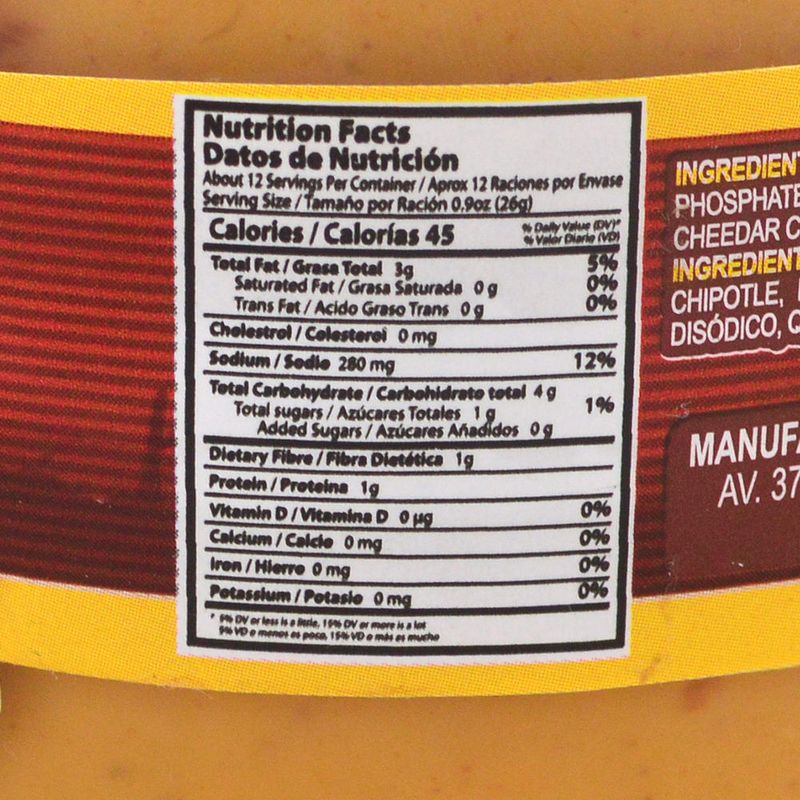 Nutrition Facts
Datos de Nutrición
About 12 Servings Per Container / Aprox 12 Raciones por Envase
Serving Size / Tamaño por Ración 0.9oz (26g)
Calories / Calorías 45
% Daily Value (DV)*
% Valor Diario (VD)
Total Fat / Grasa Total 3g 5%
Saturated Fat / Grasa Saturada 0 g 0%
Trans Fat / Acido Graso Trans 0 g 0%
Cholestrol / Colesterol 0 mg
Sodium / Sodio 280 mg 12%
Total Carbohydrate / Carbohidrato total 4 g 1%
Total sugars / Azúcares Totales 1 g
Added Sugars / Azúcares Añadidos 0 g
Dietary Fibre / Fibra Dietética 1g
Protein / Proteina 1g
Vitamin D / Vitamina D 0 µg 0%
Calcium / Calcio 0 mg 0%
Iron / Hierro 0 mg 0%
Potassium / Potasio 0 mg 0%
* 5% DV or less is a little, 15% DV or more is a lot
5% VD o menos es poco, 15% VD o más es mucho
INGREDIENT
PHOSPHATE
CHEEDAR C
INGREDIENT
CHIPOTLE,
DISÓDICO,
MANUFA
AV. 37